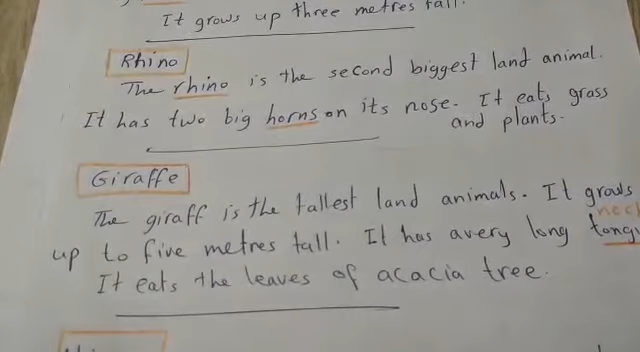 It grows up three metres tall.
Rhino
The rhino is the second biggest land animal.
It has two big horns on its nose. It eats grass
and plants.
Giraffe
The giraff is the tallest land animals. It grows
neck
up to five metres tall. It has avery long
It eats the leaves of acacia tree.